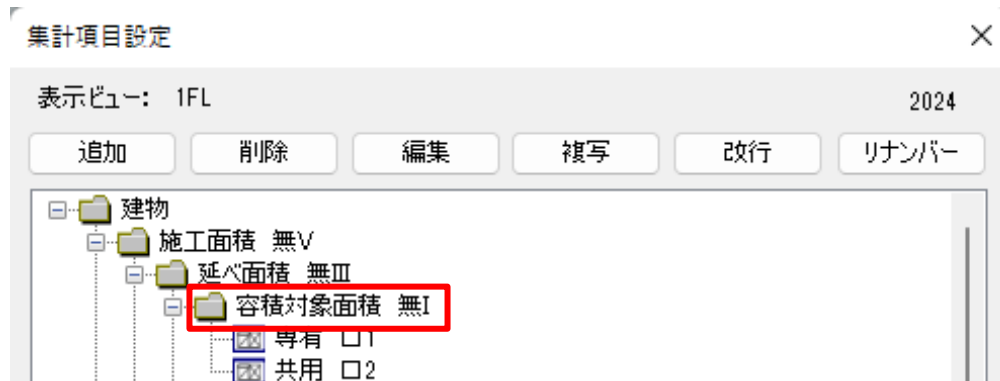 集計項目設定
表示ビュー: 1FL 2024
追加 削除 編集 複写 改行 リナンバー
建物
施工面積 無Ⅴ
延べ面積 無Ⅲ
容積対象面積 無Ⅰ
専有 ロ1
共用 ロ2